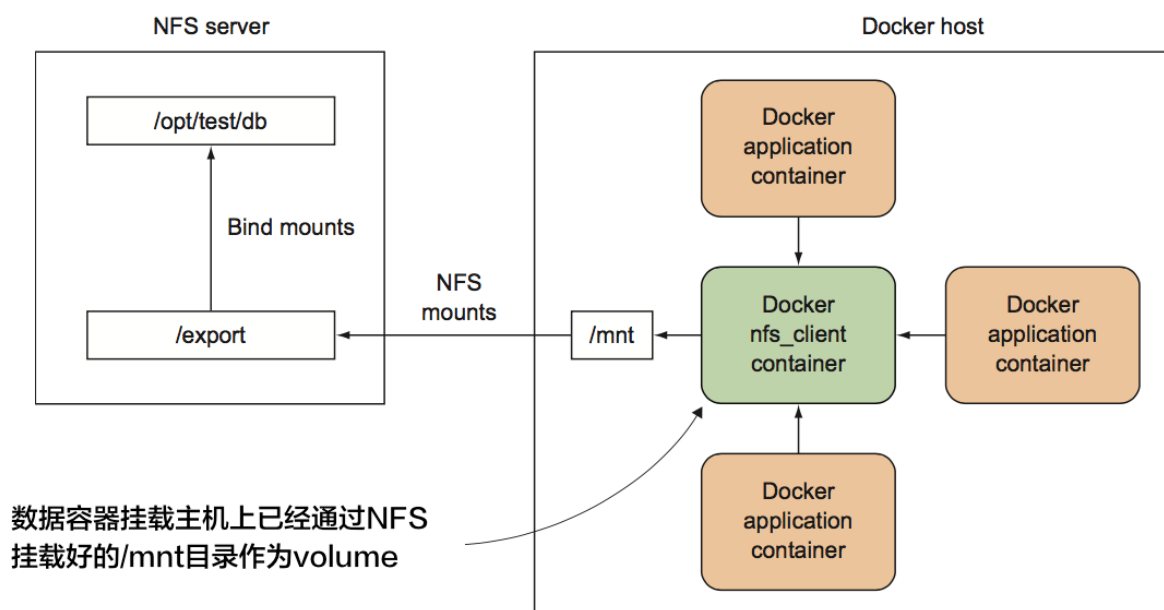 NFS server
Docker host
/opt/test/db
Docker
application
container
Bind mounts
NFS
mounts
/export
/mnt
Docker
nfs_client
container
Docker
application
container
数据容器挂载主机上已经通过NFS
挂载好的/mnt目录作为volume
Docker
application
container